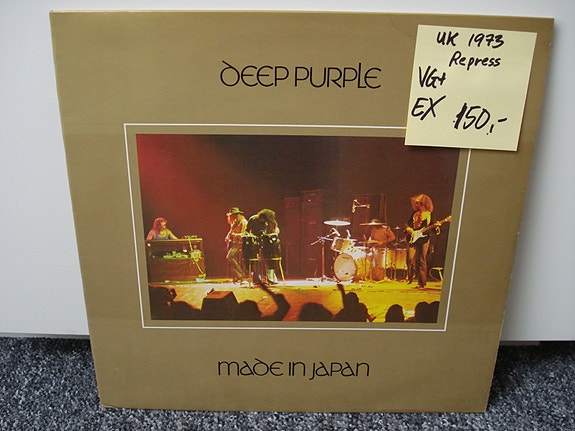 DEEP PURPLE
UK 1973
Repress
VG+
EX 150,-
MADE IN JAPAN